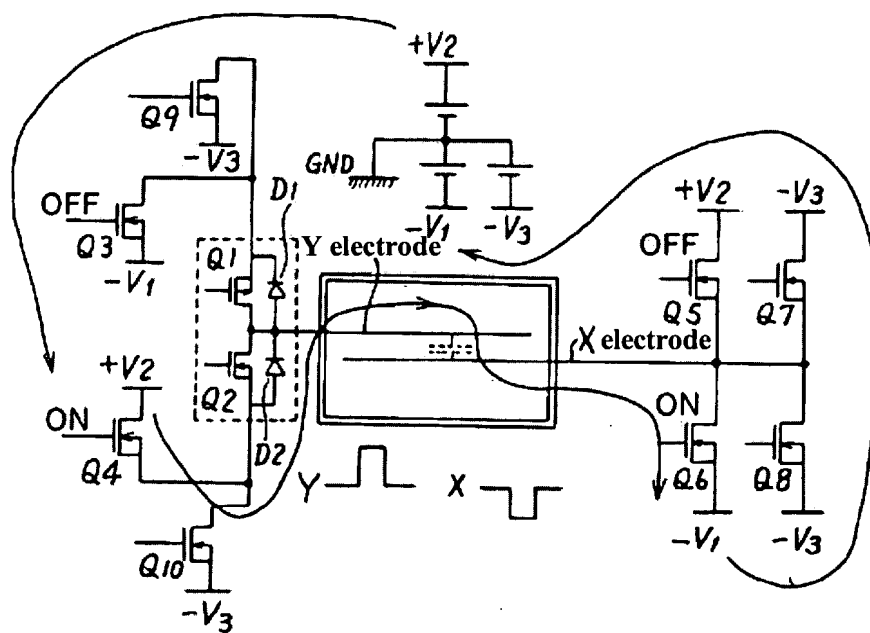 +V2
Q9
-V3
GND
-V1
-V3
D1
OFF
Q3
-V1
Q1
Y electrode
+V2
-V3
OFF
Q5
Q7
X electrode
Q2
+V2
ON
Q4
D2
ON
Q6
Q8
Y
X
-V1
-V3
Q10
-V3